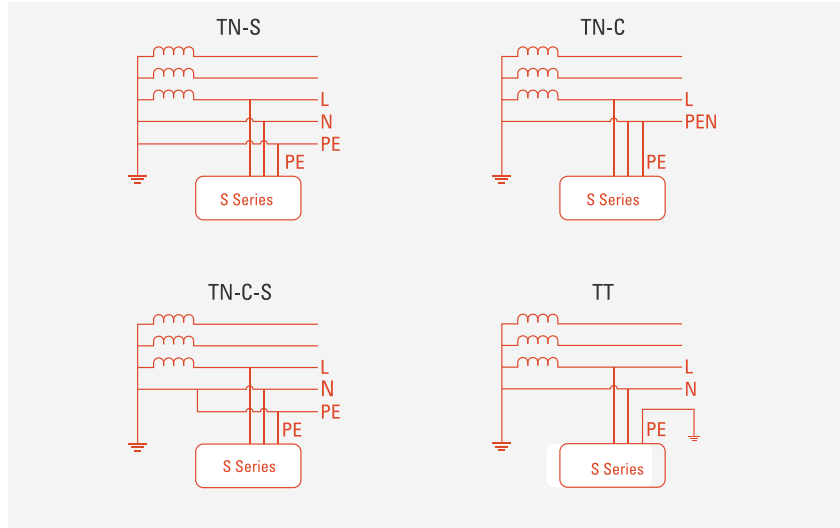 TN-S
L
N
PE
PE
S Series
TN-C
L
PEN
PE
S Series
TN-C-S
L
N
PE
PE
S Series
TT
L
N
PE
S Series